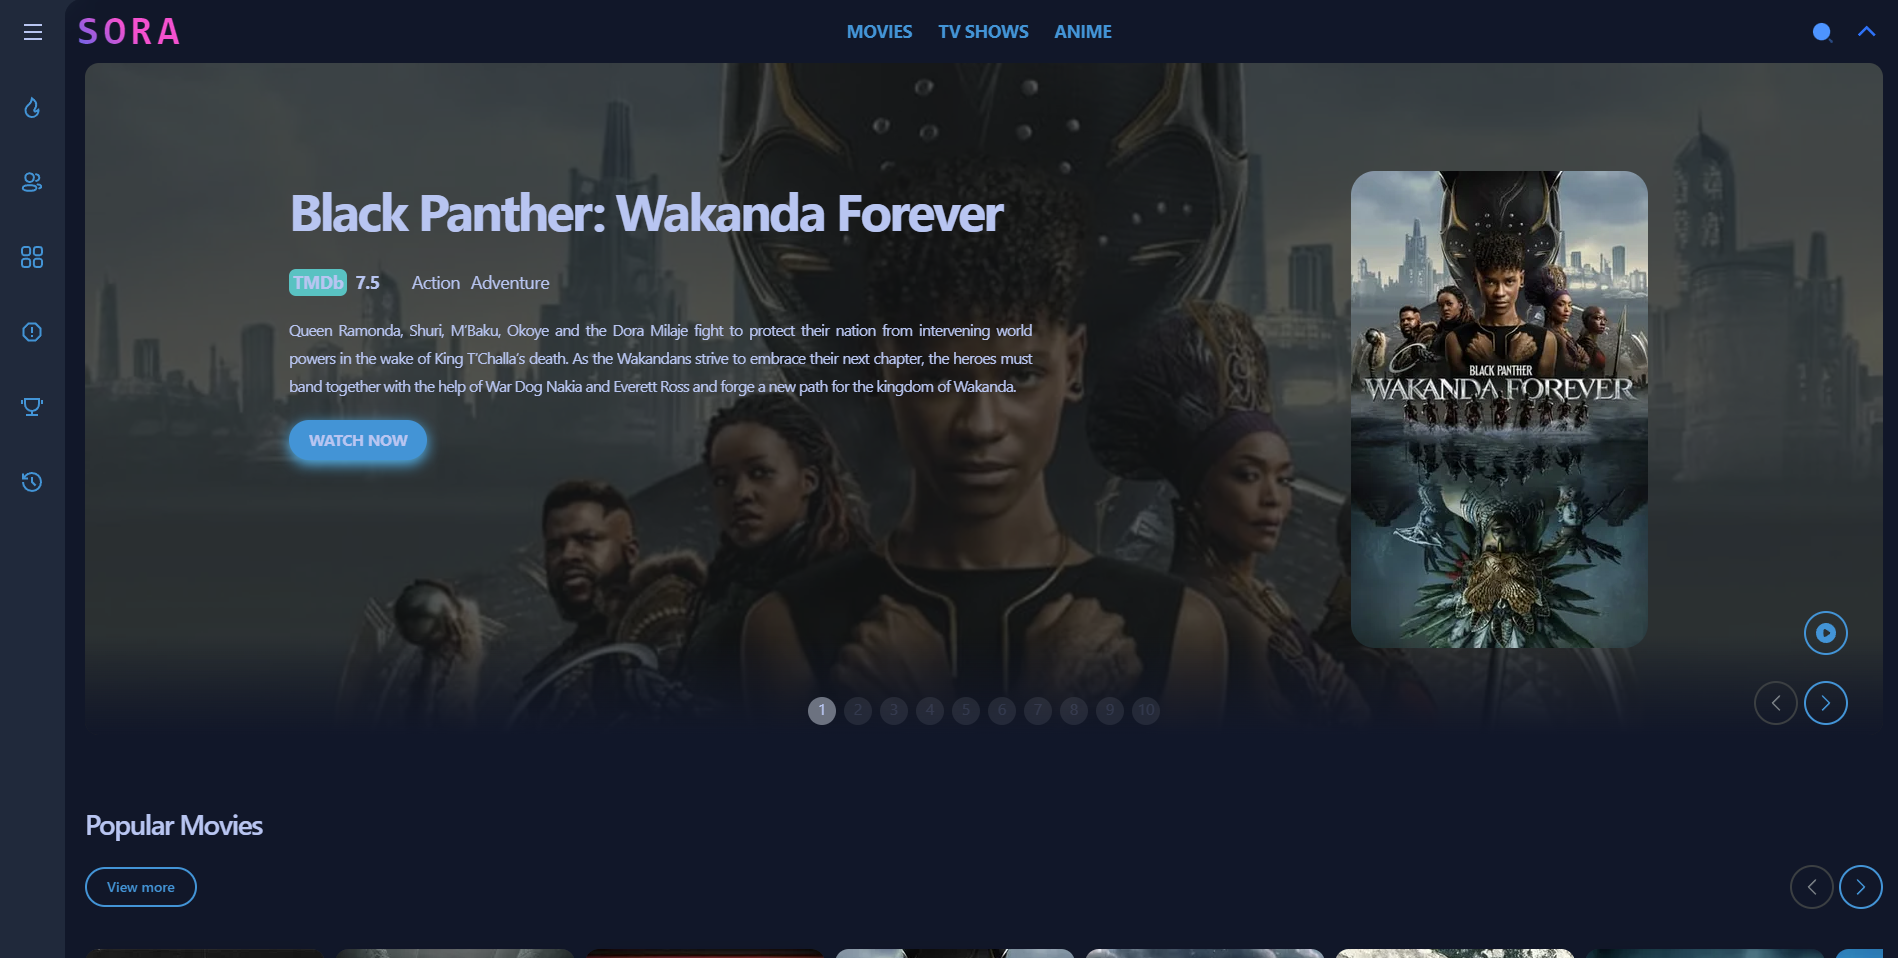 SORA
MOVIES TV SHOWS ANIME
Black Panther: Wakanda Forever
TMDb 7.5 Action Adventure
Queen Ramonda, Shuri, M’Baku, Okoye and the Dora Milaje fight to protect their nation from intervening world
powers in the wake of King T’Challa’s death. As the Wakandans strive to embrace their next chapter, the heroes must
band together with the help of War Dog Nakia and Everett Ross and forge a new path for the kingdom of Wakanda.
WATCH NOW
BLACK PANTHER
WAKANDA FOREVER
1 2 3 4 5 6 7 8 9 10
Popular Movies
View more